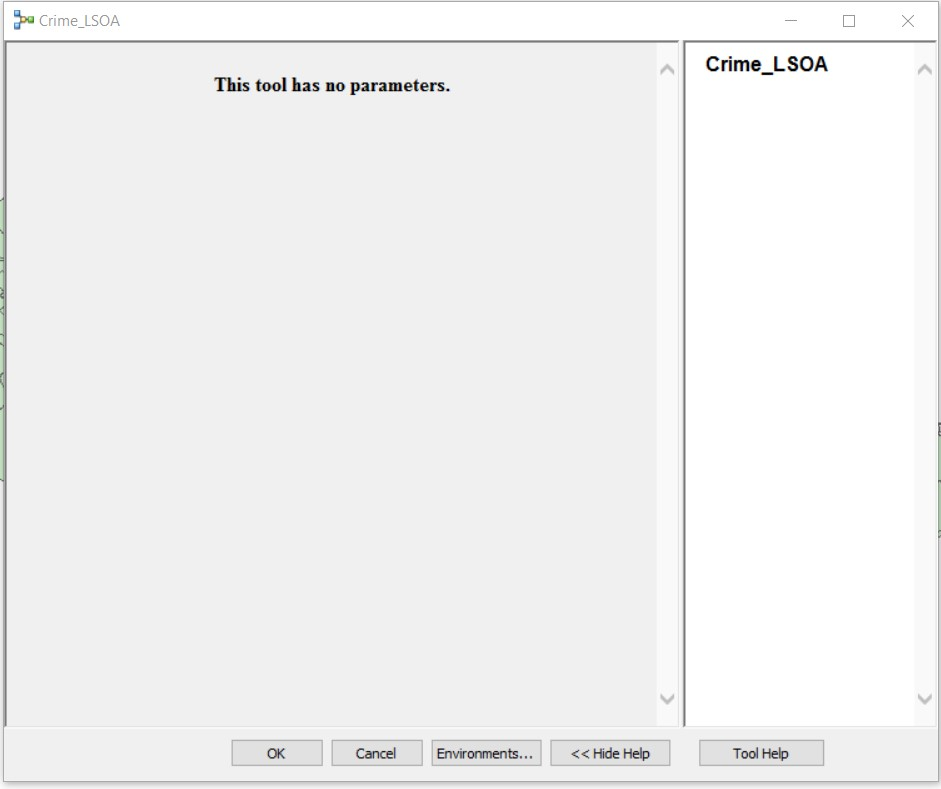 Crime_LSOA
This tool has no parameters.
Crime_LSOA
OK
Cancel
Environments...
<< Hide Help
Tool Help